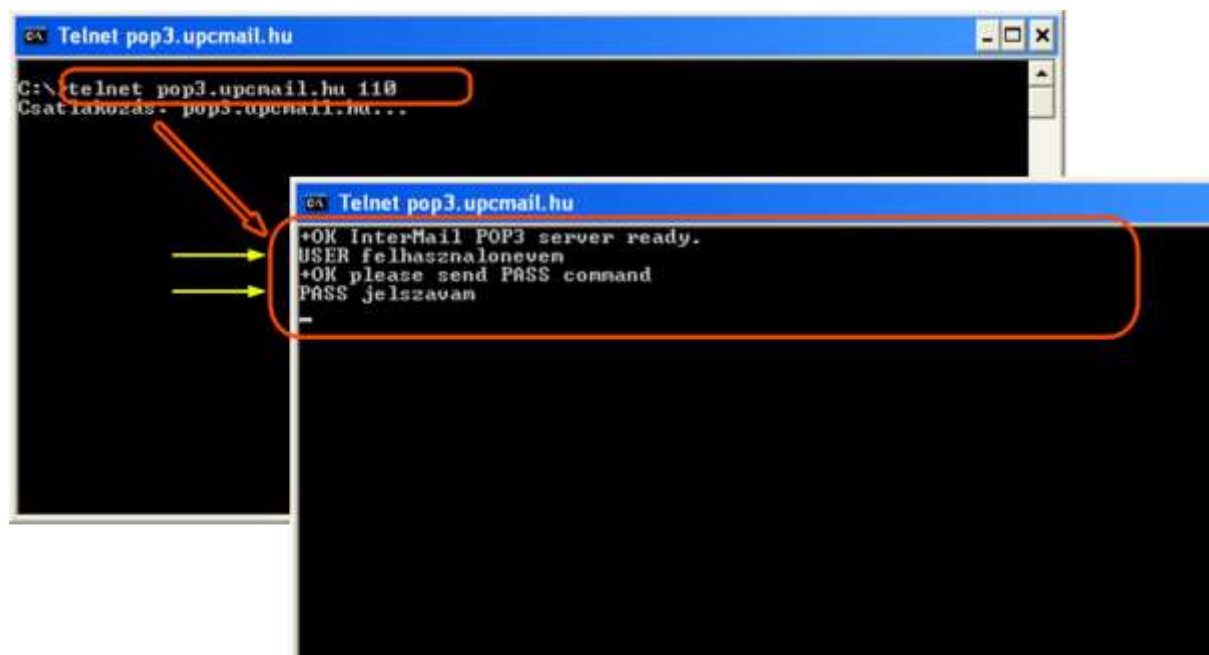 Telnet pop3.upcmail.hu
C:\>telnet pop3.upcmail.hu 110
Csatlakozás: pop3.upcmail.hu...
Telnet pop3.upcmail.hu
+OK InterMail POP3 server ready.
USER felhasznalonevem
+OK please send PASS command
PASS jelszavam